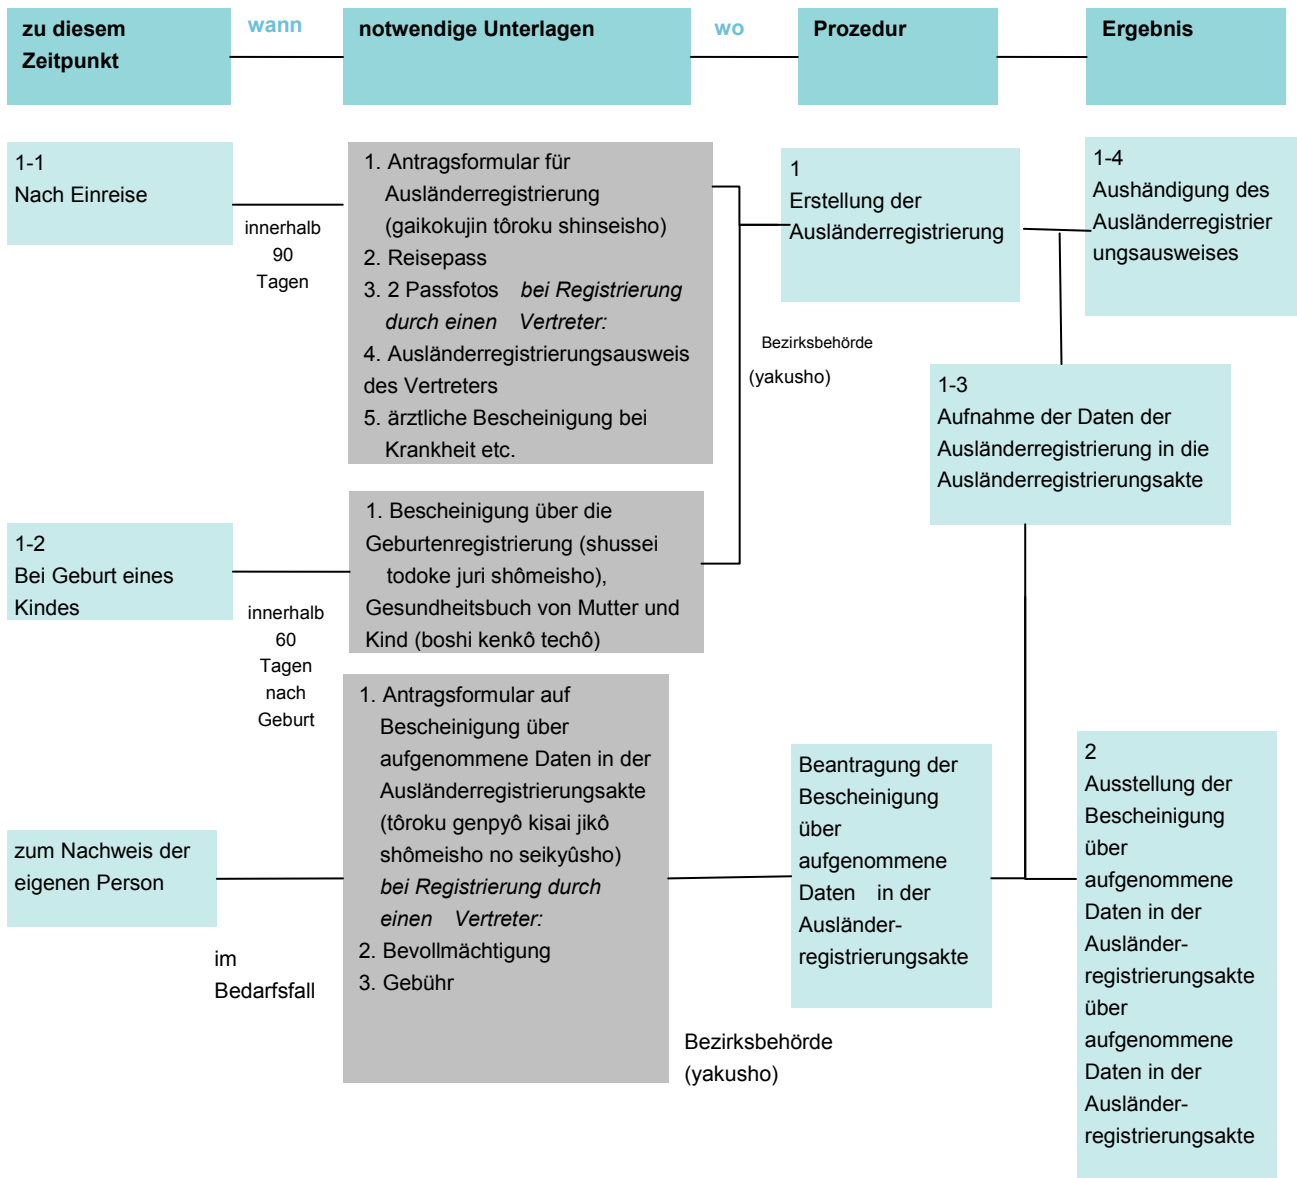 zu diesem
Zeitpunkt
wann
notwendige Unterlagen
wo
Prozedur
Ergebnis
1-1
Nach Einreise
innerhalb
90
Tagen
1. Antragsformular für
Ausländerregistrierung
(gaikokujin tôroku shinseisho)
2. Reisepass
3. 2 Passfotos bei Registrierung
durch einen Vertreter:
4. Ausländerregistrierungsausweis
des Vertreters
5. ärztliche Bescheinigung bei
Krankheit etc.
1
Erstellung der
Ausländerregistrierung
1-4
Aushändigung des
Ausländerregistrier
ungsausweises
Bezirksbehörde
(yakusho)
1-3
Aufnahme der Daten der
Ausländerregistrierung in die
Ausländerregistrierungsakte
1-2
Bei Geburt eines
Kindes
innerhalb
60
Tagen
nach
Geburt
1. Bescheinigung über die
Geburtenregistrierung (shussei
todoke juri shômeisho),
Gesundheitsbuch von Mutter und
Kind (boshi kenkô techô)
zum Nachweis der
eigenen Person
im
Bedarfsfall
1. Antragsformular auf
Bescheinigung über
aufgenommene Daten in der
Ausländerregistrierungsakte
(tôroku genpyô kisai jikô
shômeisho no seikyûsho)
bei Registrierung durch
einen Vertreter:
2. Bevollmächtigung
3. Gebühr
Bezirksbehörde
(yakusho)
Beantragung der
Bescheinigung
über
aufgenommene
Daten in der
Ausländer-
registrierungsakte
2
Ausstellung der
Bescheinigung
über
aufgenommene
Daten in der
Ausländer-
registrierungsakte
über
aufgenommene
Daten in der
Ausländer-
registrierungsakte